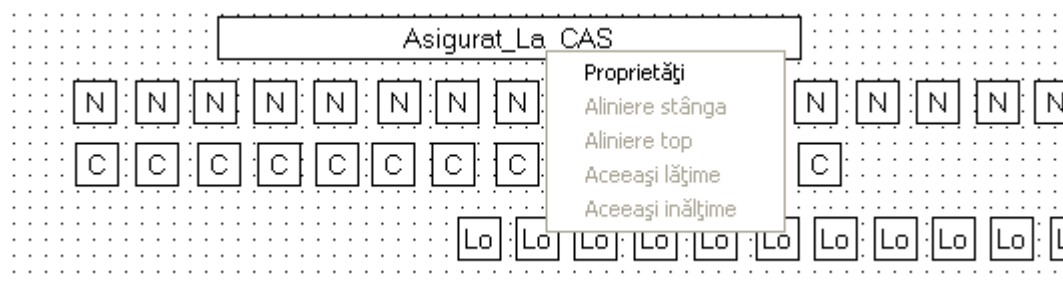 Asigurat_La_CAS
Proprietăţi
Aliniere stânga
Aliniere top
Aceeaşi lăţime
Aceeaşi inălţime
N N N N N N N N N N N N N
C C C C C C C C C
Lo Lo Lo Lo Lo Lo Lo Lo Lo Lo L